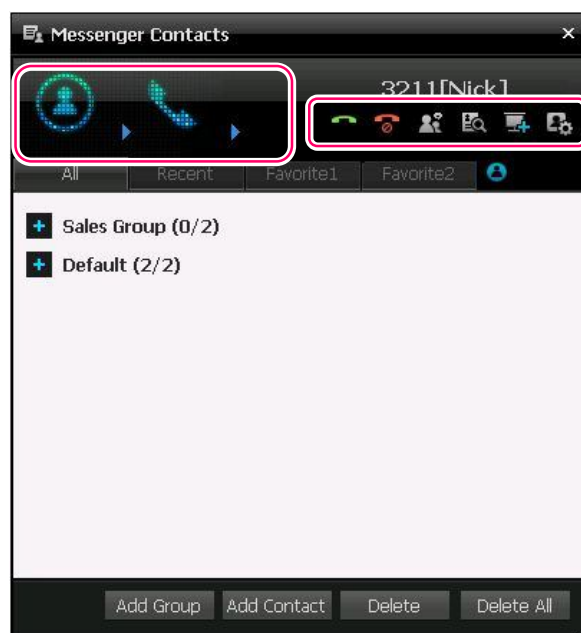 Messenger Contacts
3211[Nick]
All Recent Favorite1 Favorite2
Sales Group (0/2)
Default (2/2)
Add Group Add Contact Delete Delete All